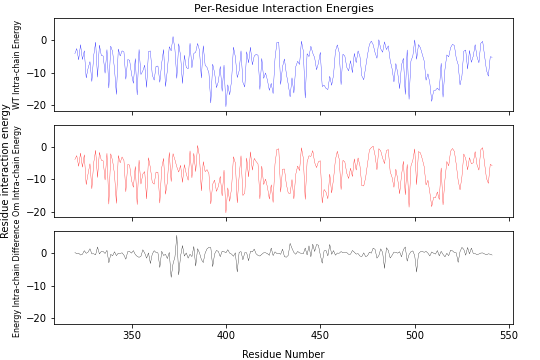 Per-Residue Interaction Energies
Residue interaction energy
WT Intra-chain Energy
0
−10
−20
Om Intra-chain Energy
0
−10
−20
Energy Intra-chain Difference
0
−10
−20
350
400
450
500
550
Residue Number